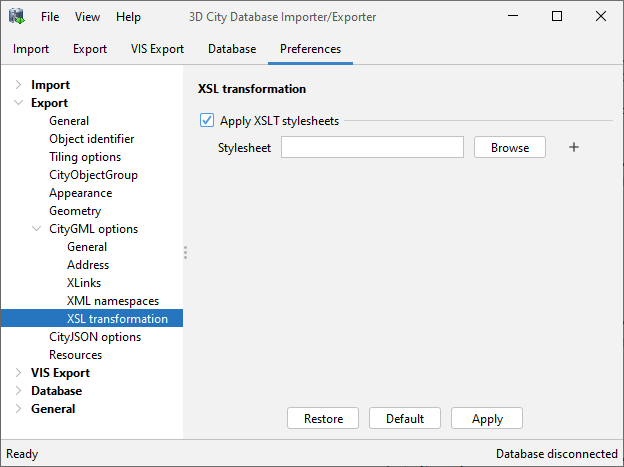 File View Help 3D City Database Importer/Exporter
Import Export VIS Export Database Preferences
Import
Export
General
Object identifier
Tiling options
CityObjectGroup
Appearance
Geometry
CityGML options
General
Address
XLinks
XML namespaces
XSL transformation
CityJSON options
Resources
VIS Export
Database
General
XSL transformation
Apply XSLT stylesheets
Stylesheet Browse +
Restore Default Apply
Ready Database disconnected